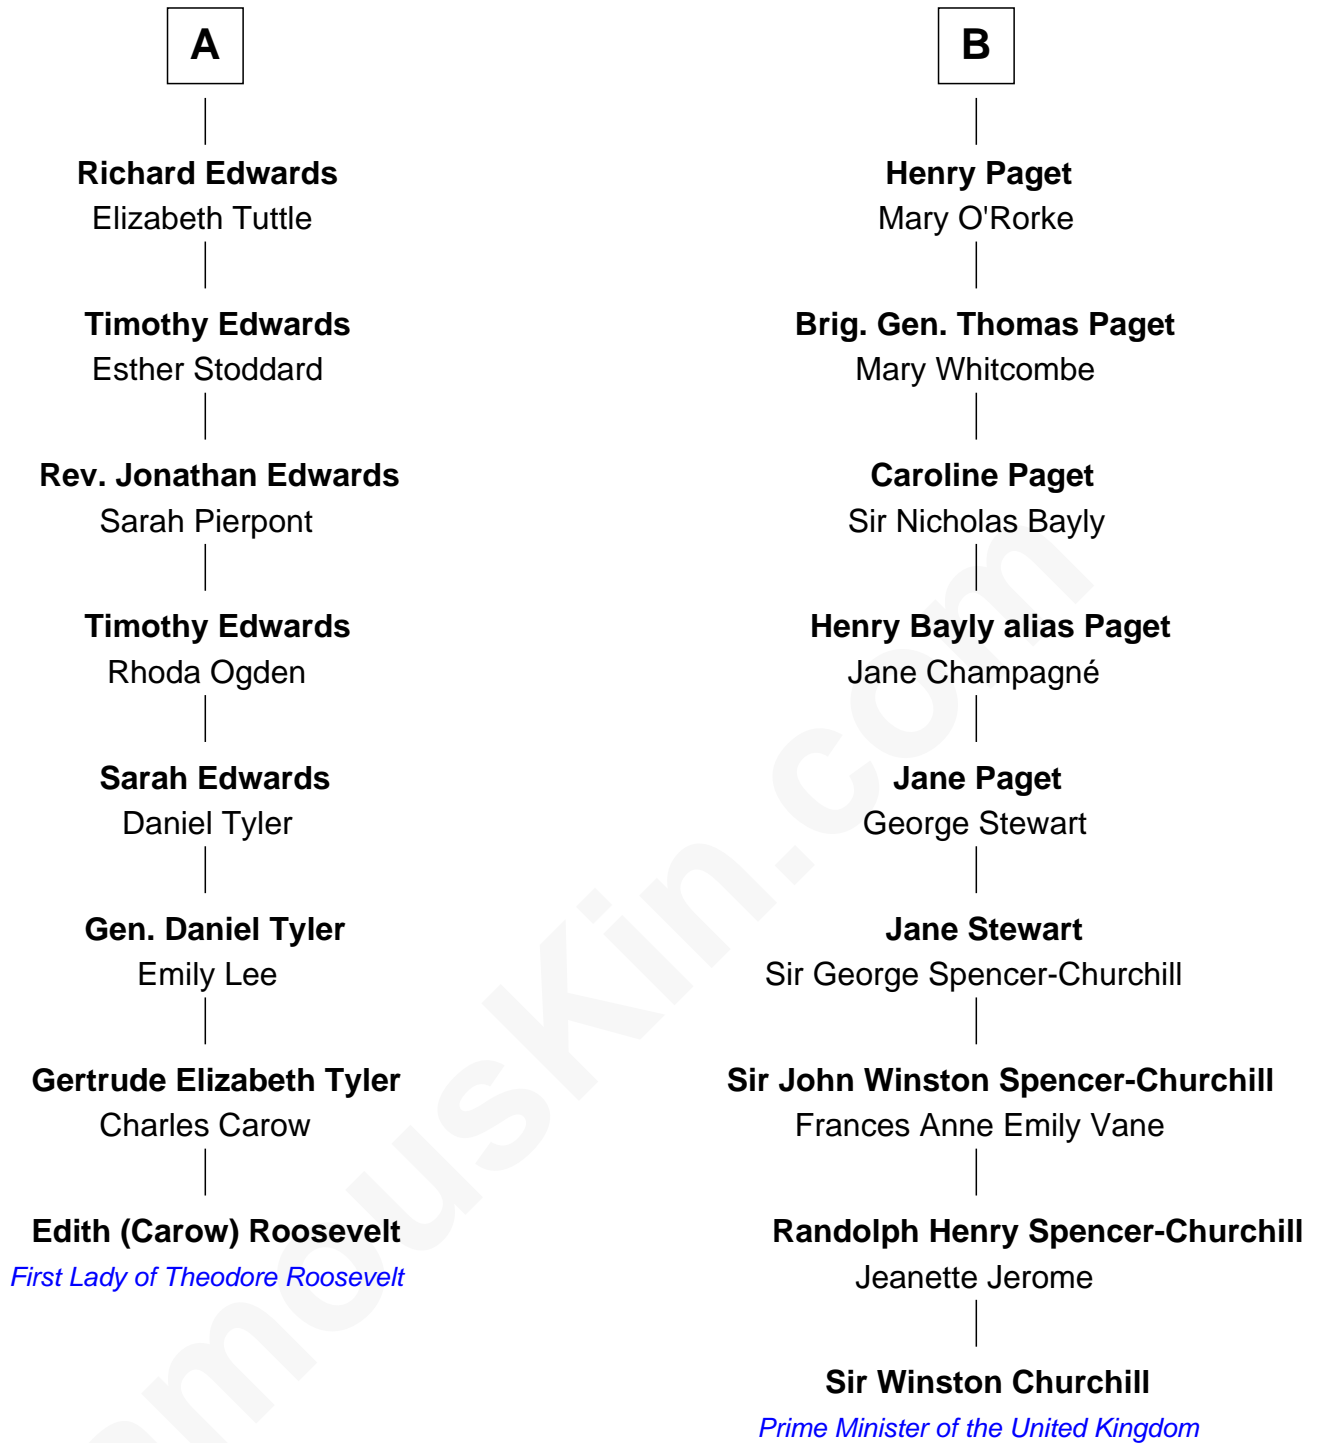 A
Richard Edwards
Elizabeth Tuttle
Timothy Edwards
Esther Stoddard
Rev. Jonathan Edwards
Sarah Pierpont
Timothy Edwards
Rhoda Ogden
Sarah Edwards
Daniel Tyler
Gen. Daniel Tyler
Emily Lee
Gertrude Elizabeth Tyler
Charles Carow
Edith (Carow) Roosevelt
First Lady of Theodore Roosevelt
B
Henry Paget
Mary O'Rorke
Brig. Gen. Thomas Paget
Mary Whitcombe
Caroline Paget
Sir Nicholas Bayly
Henry Bayly alias Paget
Jane Champagné
Jane Paget
George Stewart
Jane Stewart
Sir George Spencer-Churchill
Sir John Winston Spencer-Churchill
Frances Anne Emily Vane
Randolph Henry Spencer-Churchill
Jeanette Jerome
Sir Winston Churchill
Prime Minister of the United Kingdom
amousKin.com